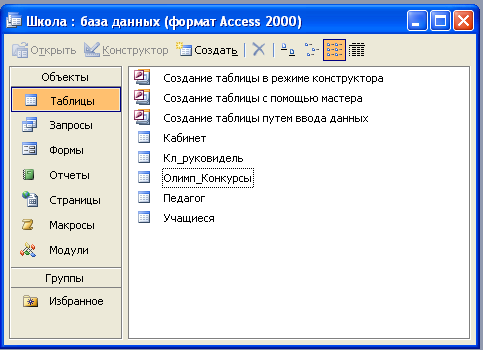 Школа : база данных (формат Access 2000)
Открыть Конструктор Создать
Объекты
Таблицы
Запросы
Формы
Отчеты
Страницы
Макросы
Модули
Группы
Избранное
Создание таблицы в режиме конструктора
Создание таблицы с помощью мастера
Создание таблицы путем ввода данных
Кабинет
Кл_руковидель
Олимп_Конкурсы
Педагог
Учащиеся